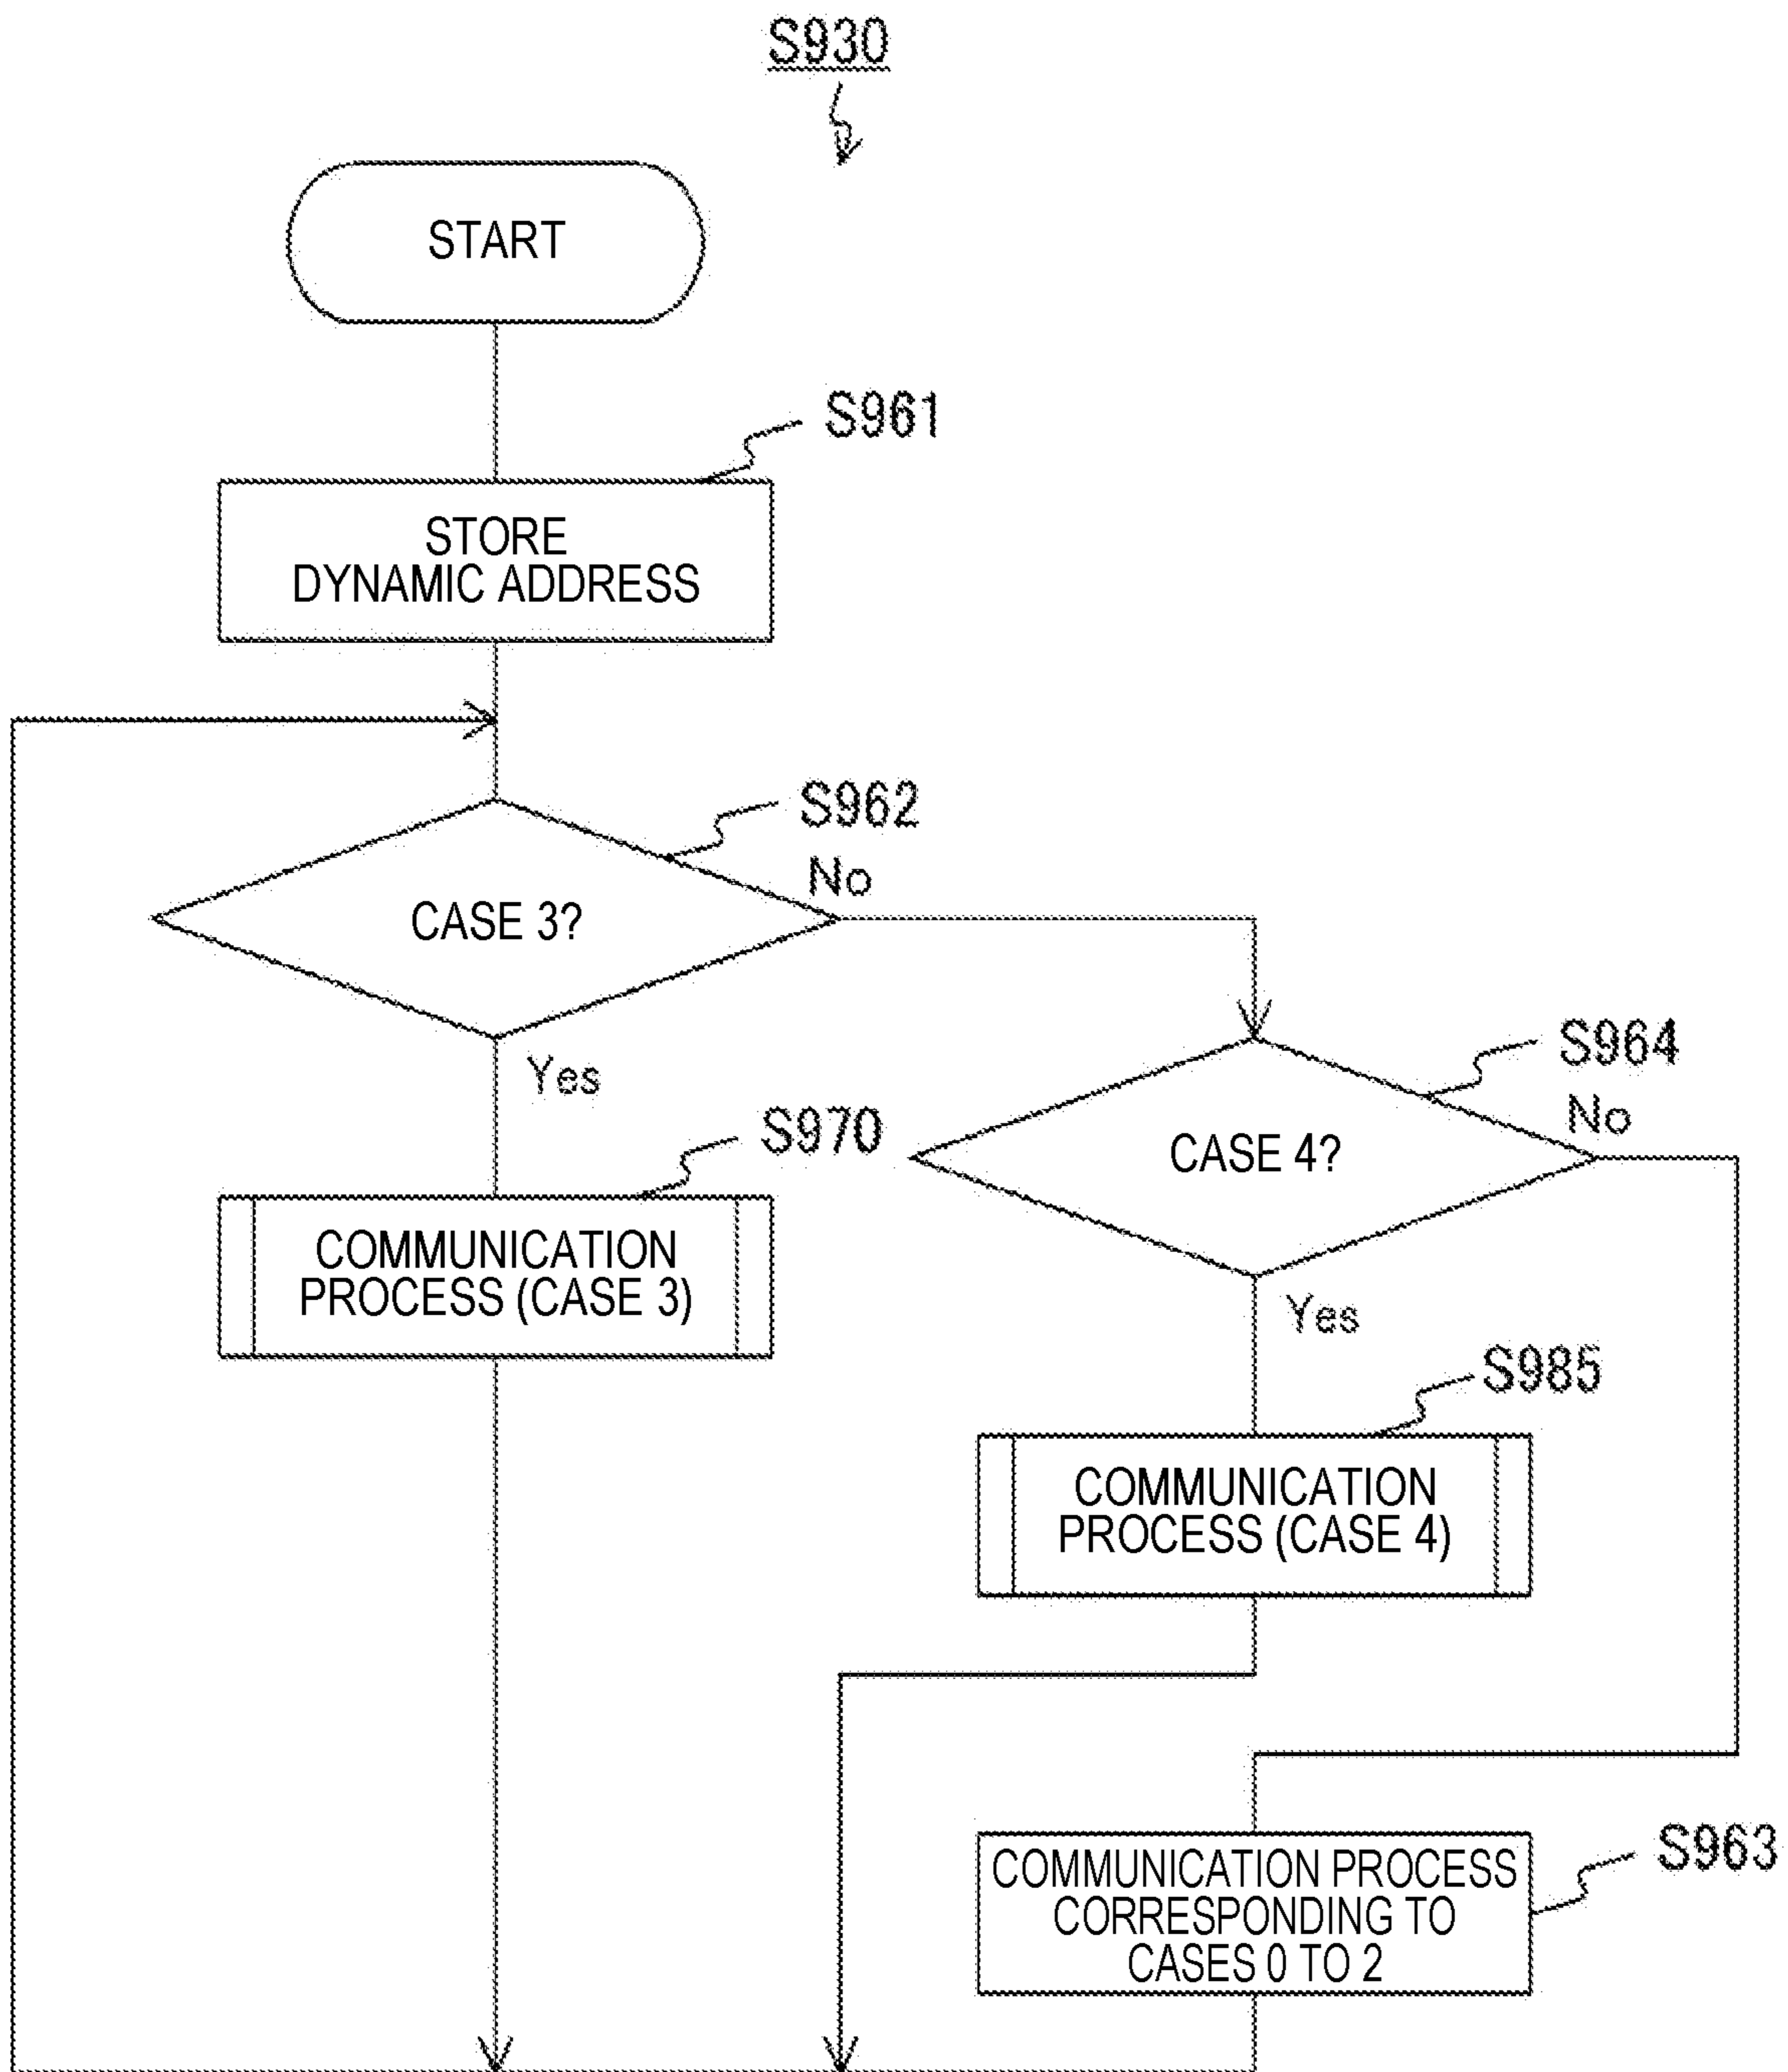 S930
START
S961
STORE
DYNAMIC ADDRESS
S962
No
CASE 3?
Yes
S964
No
CASE 4?
S970
COMMUNICATION
PROCESS (CASE 3)
Yes
S985
COMMUNICATION
PROCESS (CASE 4)
S963
COMMUNICATION PROCESS
CORRESPONDING TO
CASES 0 TO 2